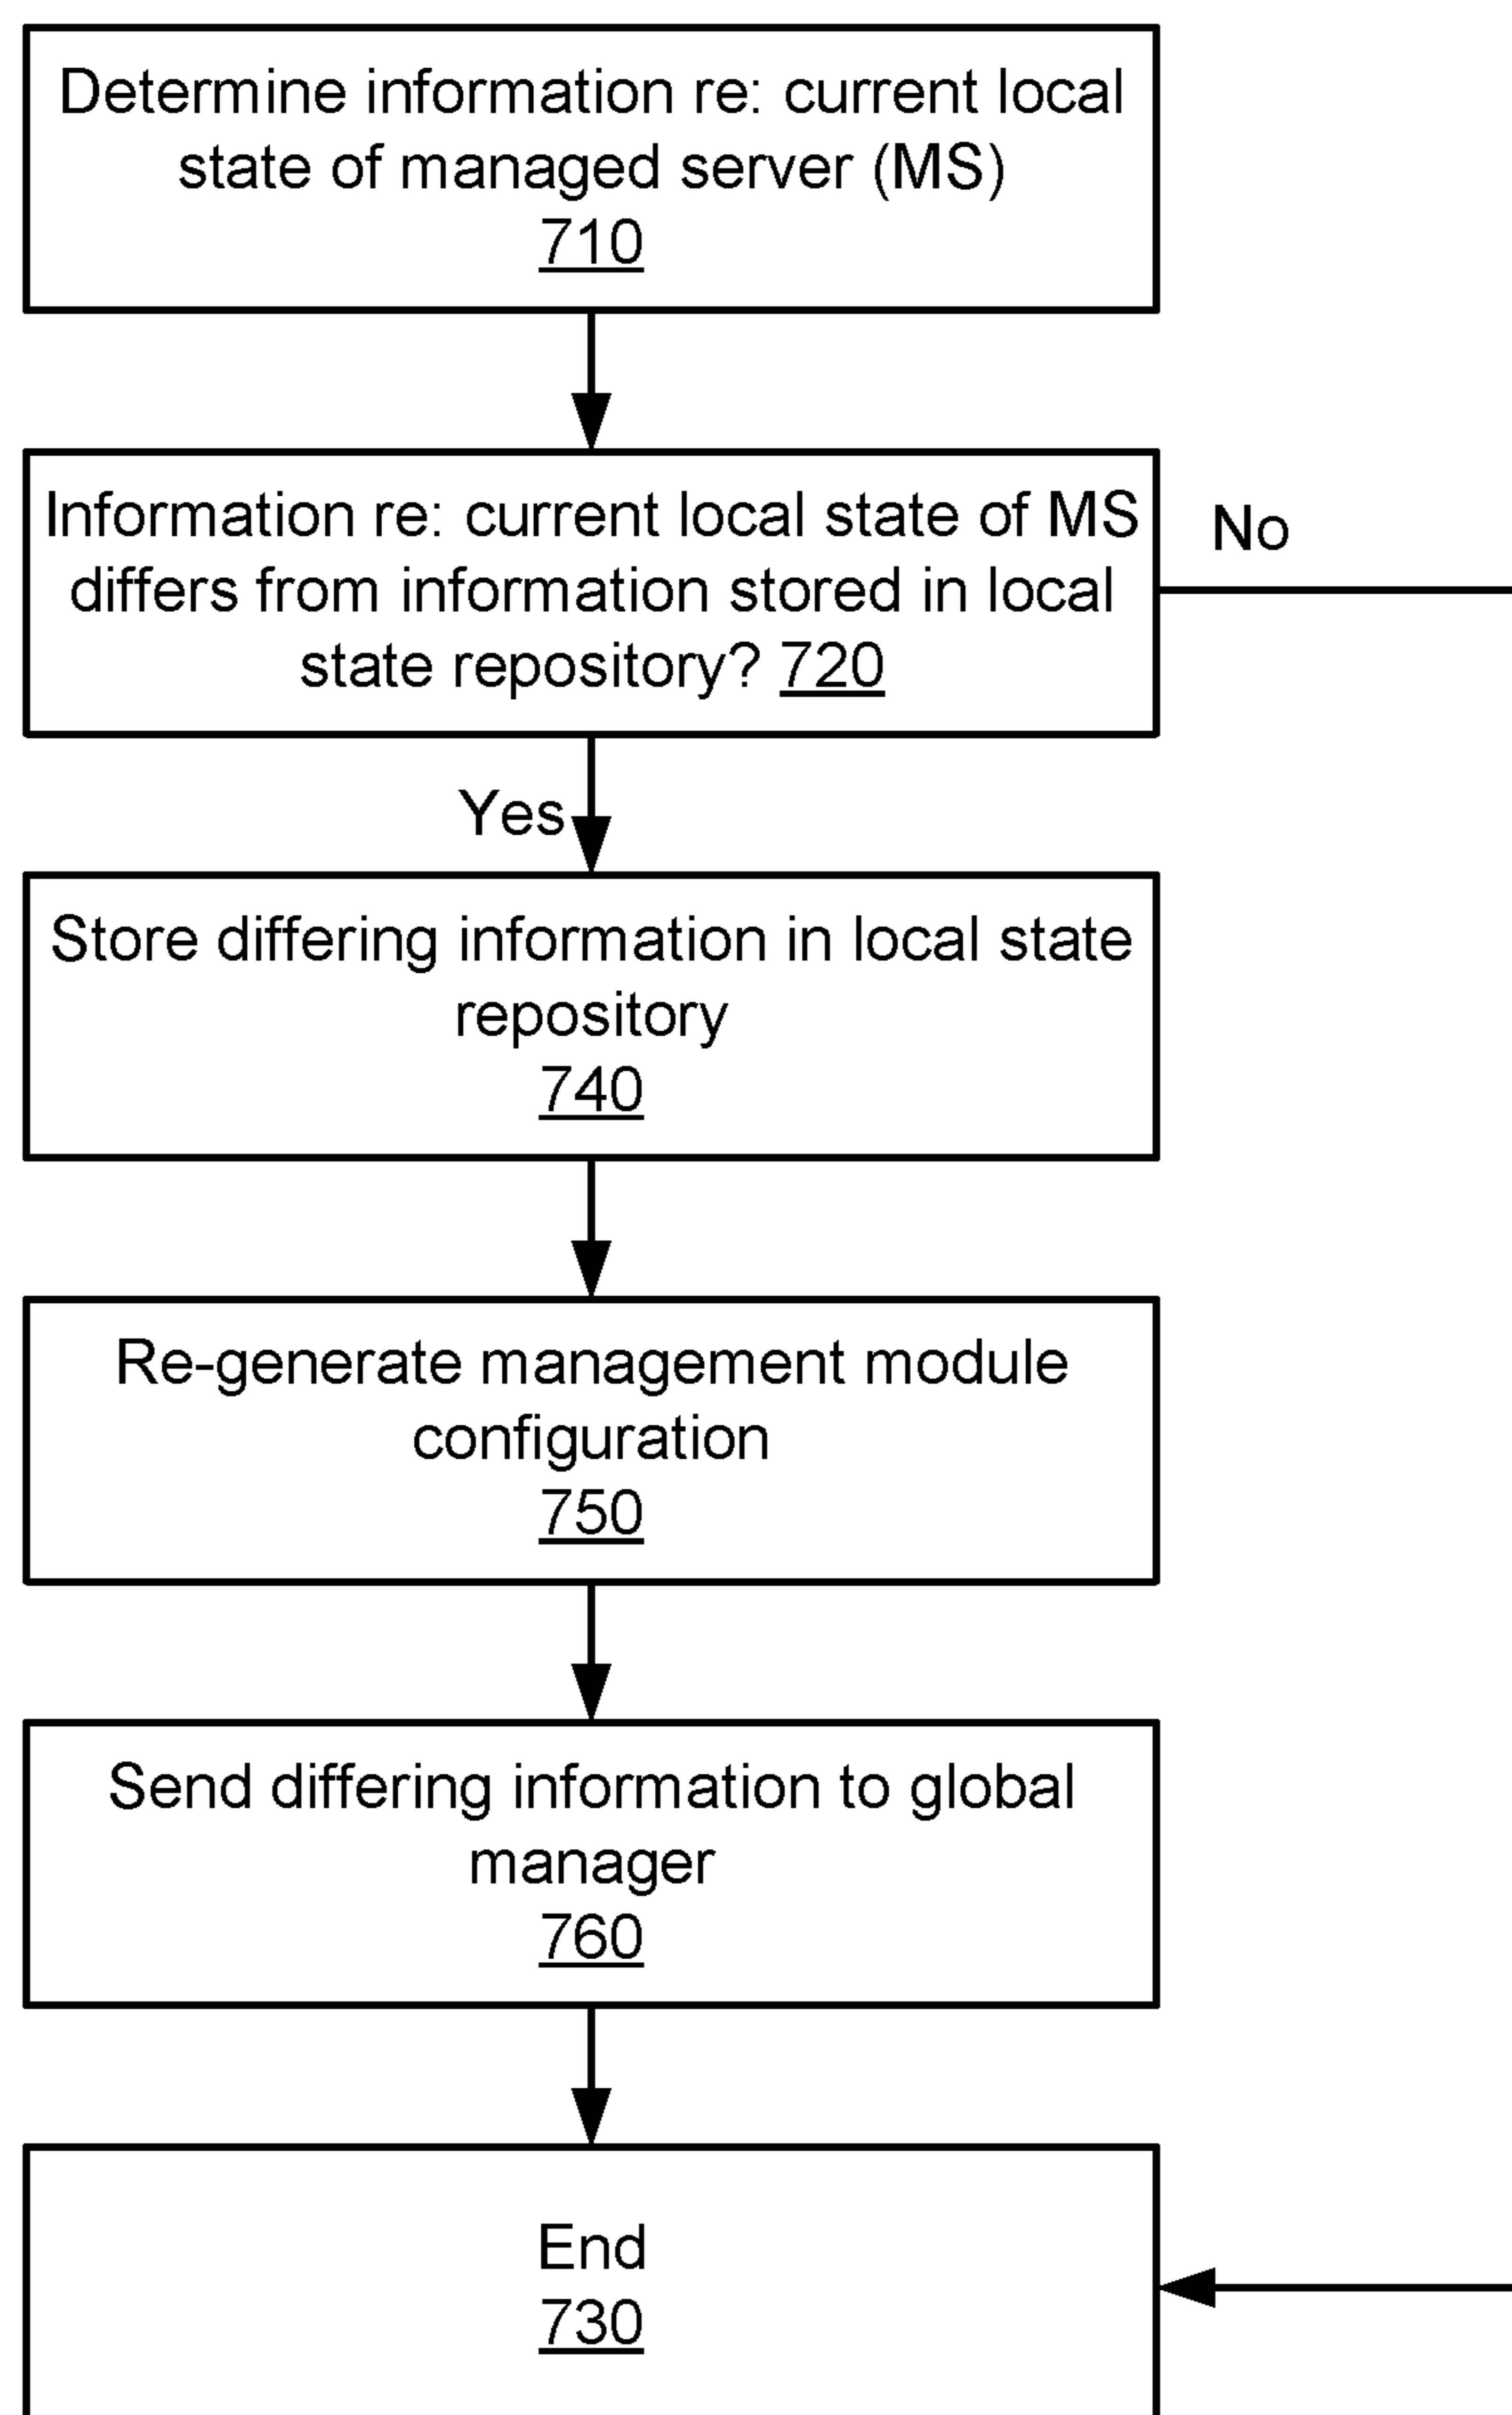 Determine information re: current local
state of managed server (MS)
710
Information re: current local state of MS
differs from information stored in local
state repository? 720
No
Yes
Store differing information in local state
repository
740
Re-generate management module
configuration
750
Send differing information to global
manager
760
End
730